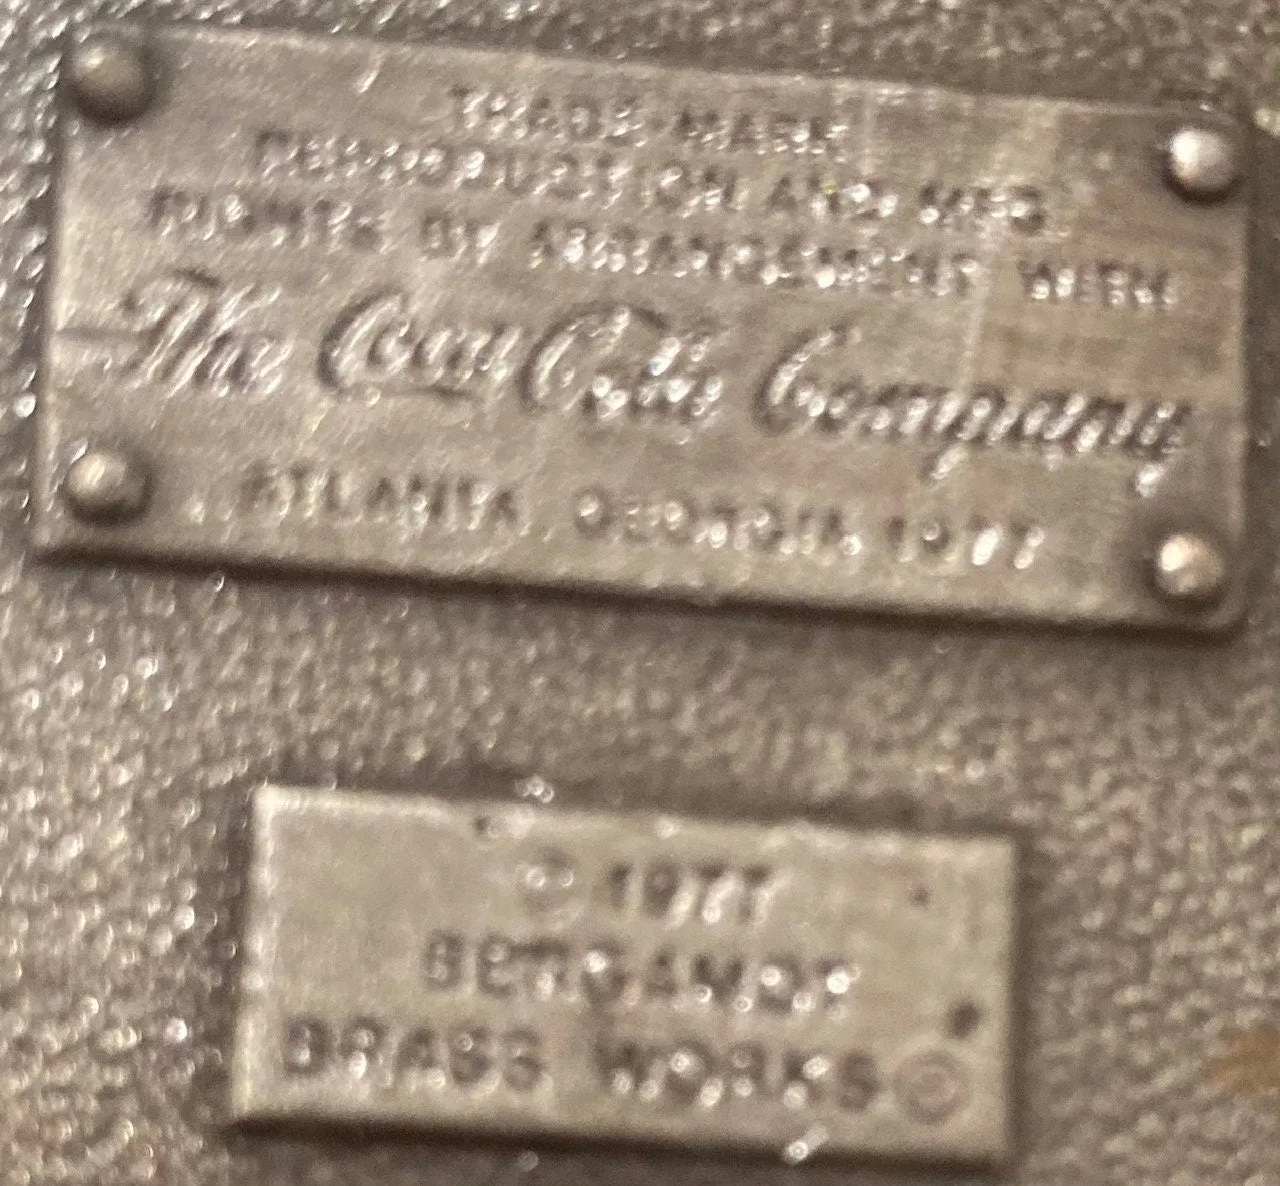 TRADE MARK
REPRODUCTION AND MFG.
RIGHTS BY ARRANGEMENT WITH
The Coca-Cola Company
ATLANTA, GEORGIA, 1977
© 1977
BERGAMOT
BRASS WORKS